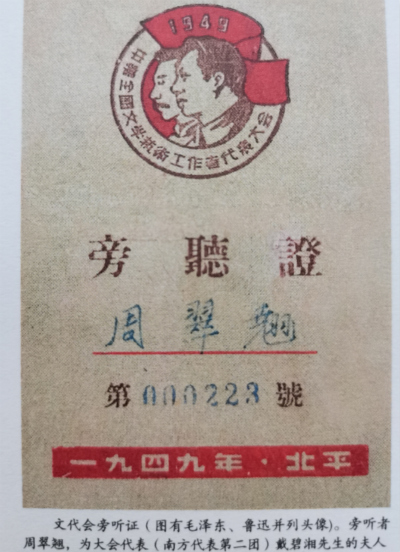 1949
中华全國文学藝術工作者代表大会
旁聽證
周翠翘
第000223號
一九四九年·北平
文代会旁听证(图有毛泽东、鲁迅并列头像)。旁听者
周翠翘,为大会代表(南方代表第二团)戴碧湘先生的夫人